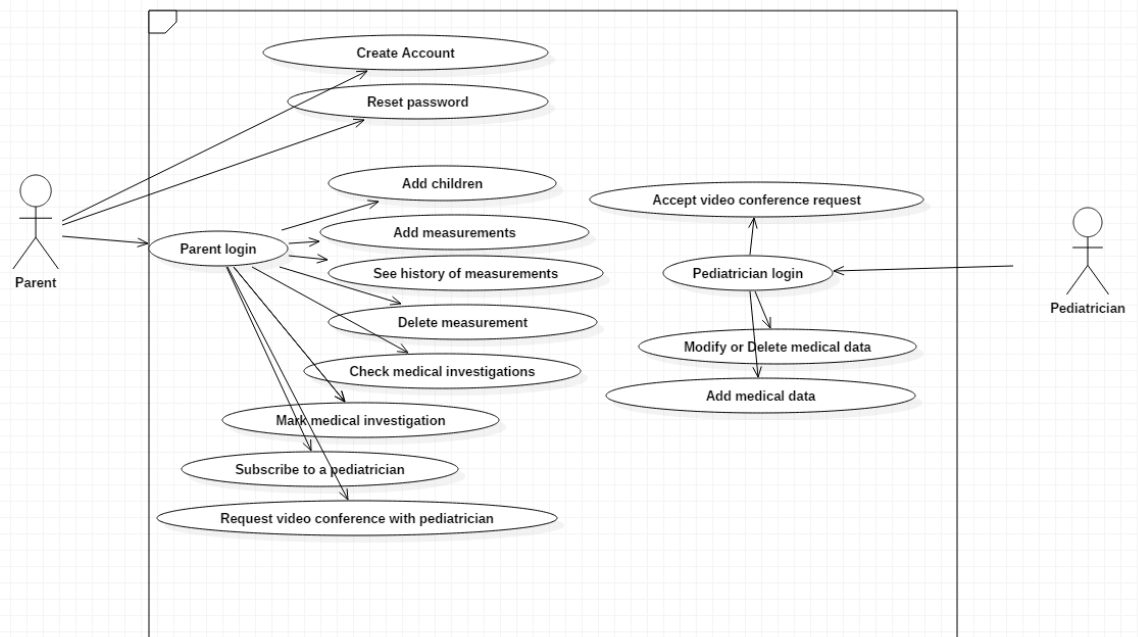 Create Account
Reset password
Add children
Accept video conference request
Add measurements
Parent login
See history of measurements
Pediatrician login
Parent
Pediatrician
Delete measurement
Modify or Delete medical data
Check medical investigations
Add medical data
Mark medical investigation
Subscribe to a pediatrician
Request video conference with pediatrician